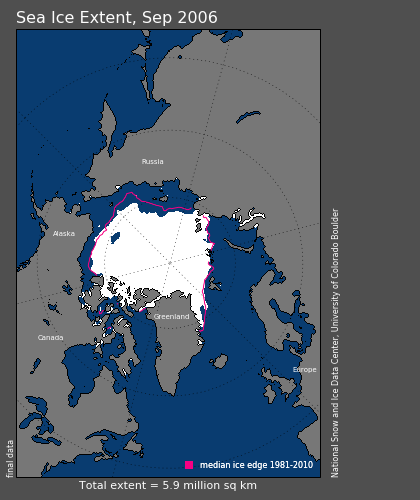 Sea Ice Extent, Sep 2006
Russia
Alaska
Greenland
Canada
Europe
median ice edge 1981-2010
Total extent = 5.9 million sq km
final data
National Snow and Ice Data Center, University of Colorado Boulder